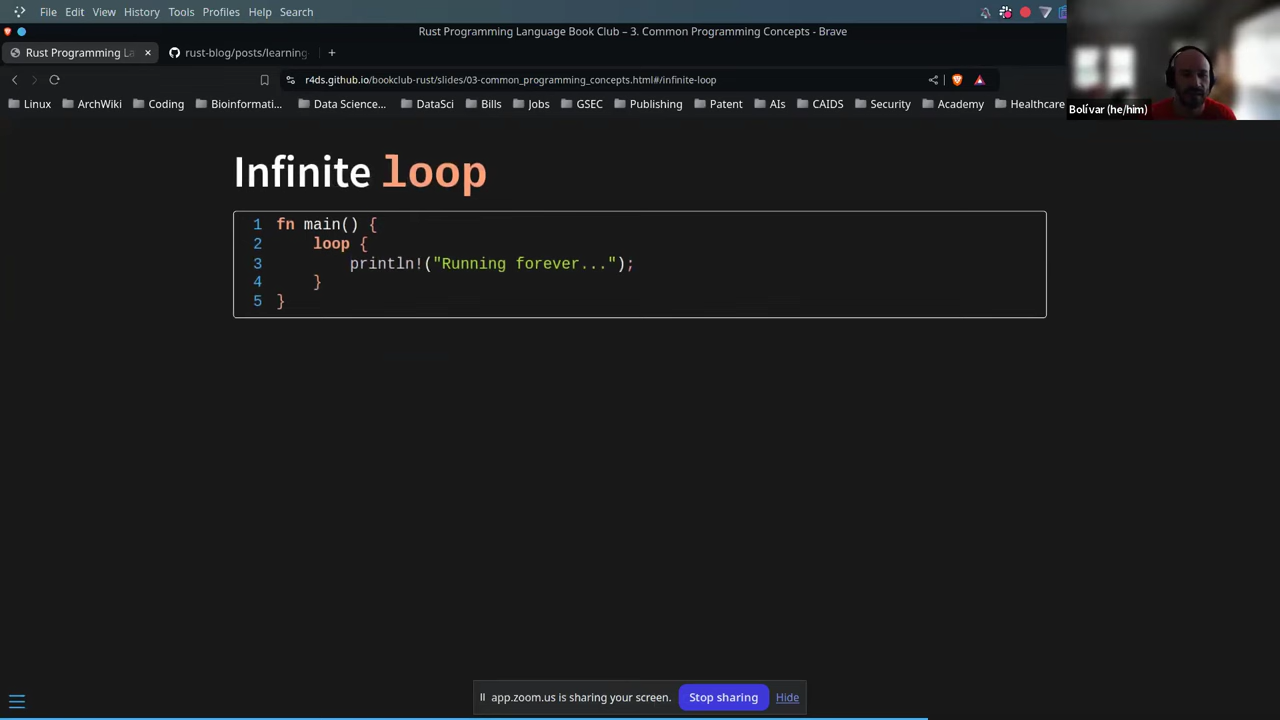 File Edit View History Tools Profiles Help Search
Rust Programming Language Book Club – 3. Common Programming Concepts - Brave
Rust Programming La × rust-blog/posts/learning- +
r4ds.github.io/bookclub-rust/slides/03-common_programming_concepts.html#/infinite-loop
Linux ArchWiki Coding Bioinformati... Data Science... DataSci Bills Jobs GSEC Publishing Patent AIs CAIDS Security Academy Healthcare
Bolívar (he/him)
Infinite loop
1 fn main() {
2     loop {
3         println!("Running forever...");
4     }
5 }
app.zoom.us is sharing your screen. Stop sharing Hide